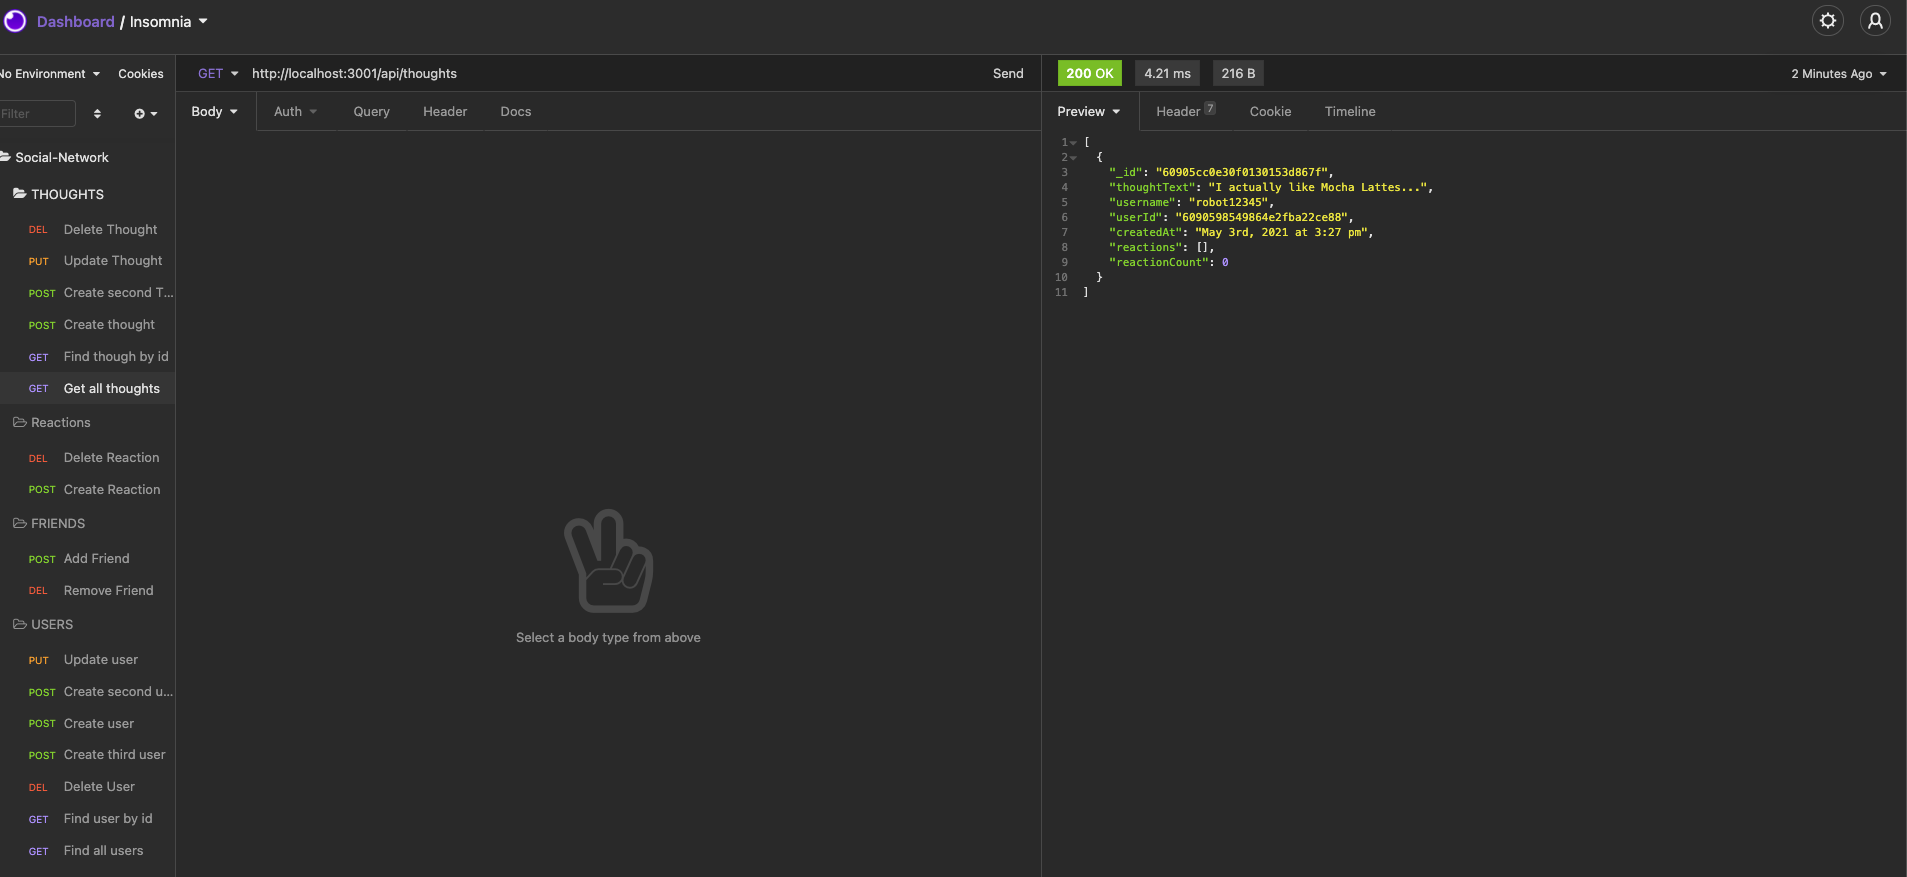 Dashboard / Insomnia
No Environment Cookies
GET http://localhost:3001/api/thoughts Send
200 OK 4.21 ms 216 B 2 Minutes Ago
Filter
Body Auth Query Header Docs
Preview Header 7 Cookie Timeline
Social-Network
THOUGHTS
DEL Delete Thought
PUT Update Thought
POST Create second T...
POST Create thought
GET Find though by id
GET Get all thoughts
Reactions
DEL Delete Reaction
POST Create Reaction
FRIENDS
POST Add Friend
DEL Remove Friend
USERS
PUT Update user
POST Create second u...
POST Create user
POST Create third user
DEL Delete User
GET Find user by id
GET Find all users
Select a body type from above
1 [
2 {
3 "_id": "60905cc0e30f0130153d867f",
4 "thoughtText": "I actually like Mocha Lattes...",
5 "username": "robot12345",
6 "userId": "6090598549864e2fba22ce88",
7 "createdAt": "May 3rd, 2021 at 3:27 pm",
8 "reactions": [],
9 "reactionCount": 0
10 }
11 ]